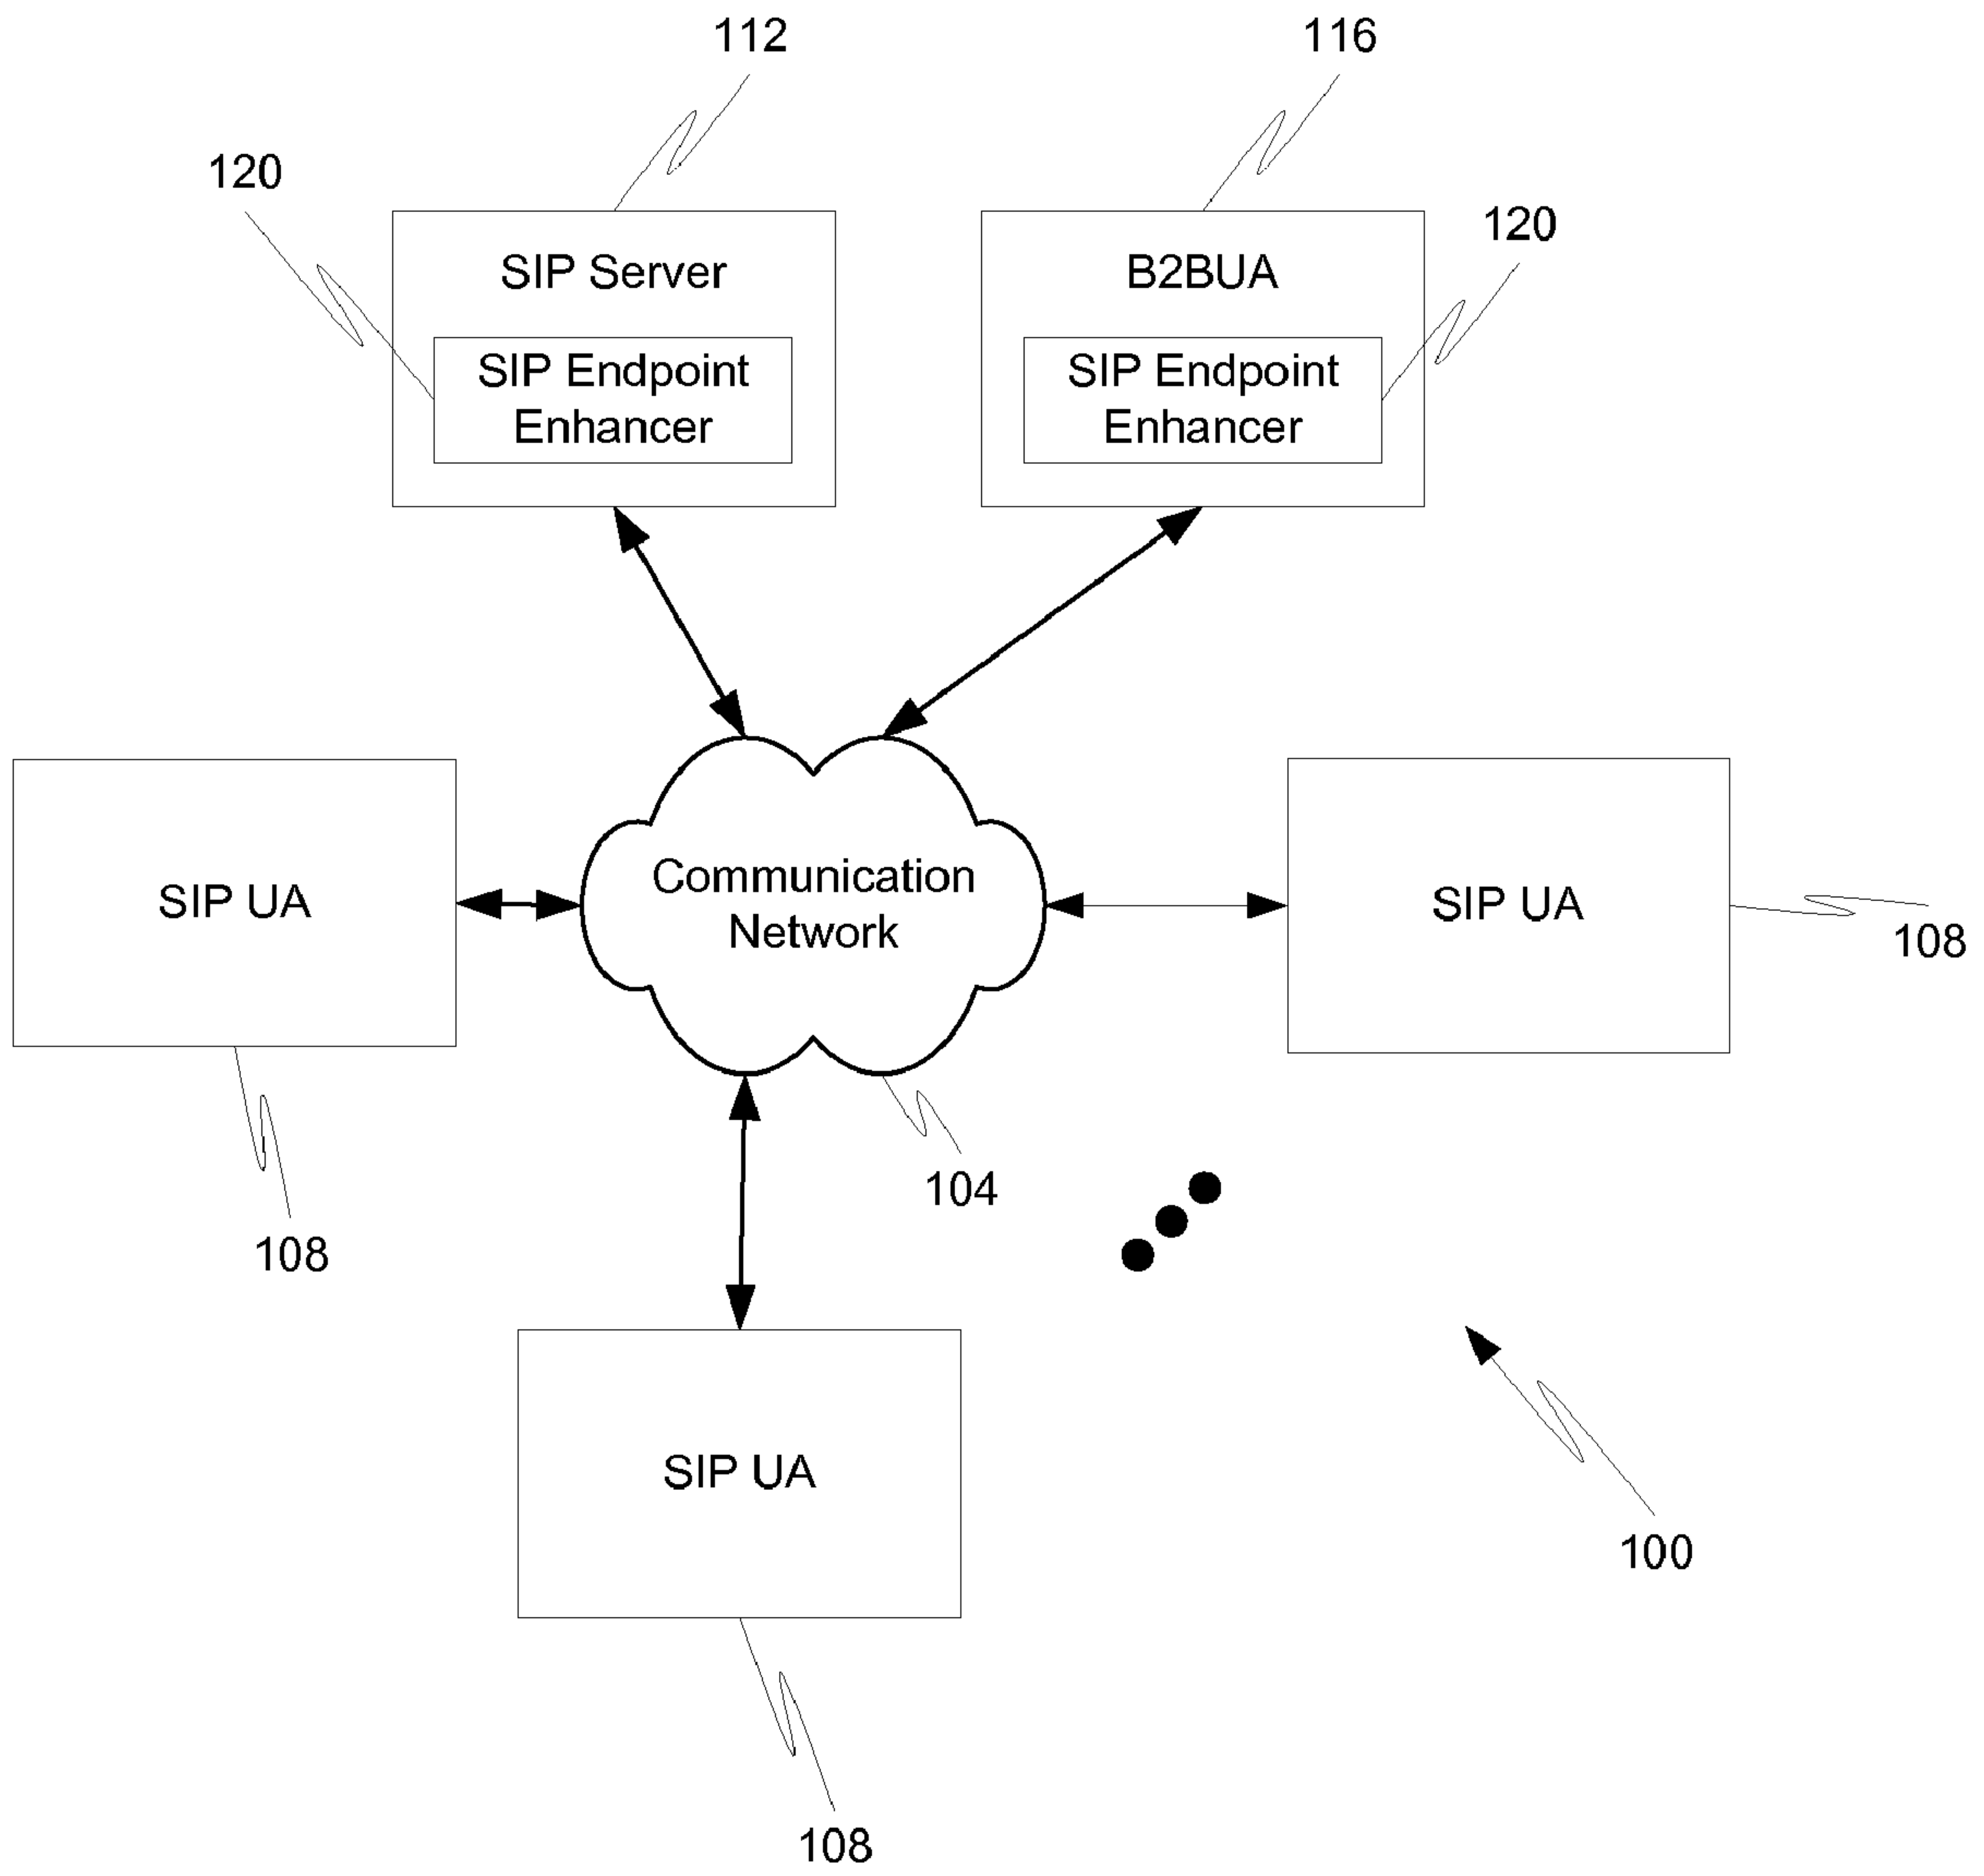 112
116
120
120
SIP Server
B2BUA
SIP Endpoint
Enhancer
SIP Endpoint
Enhancer
Communication
Network
SIP UA
SIP UA
108
104
108
SIP UA
100
108